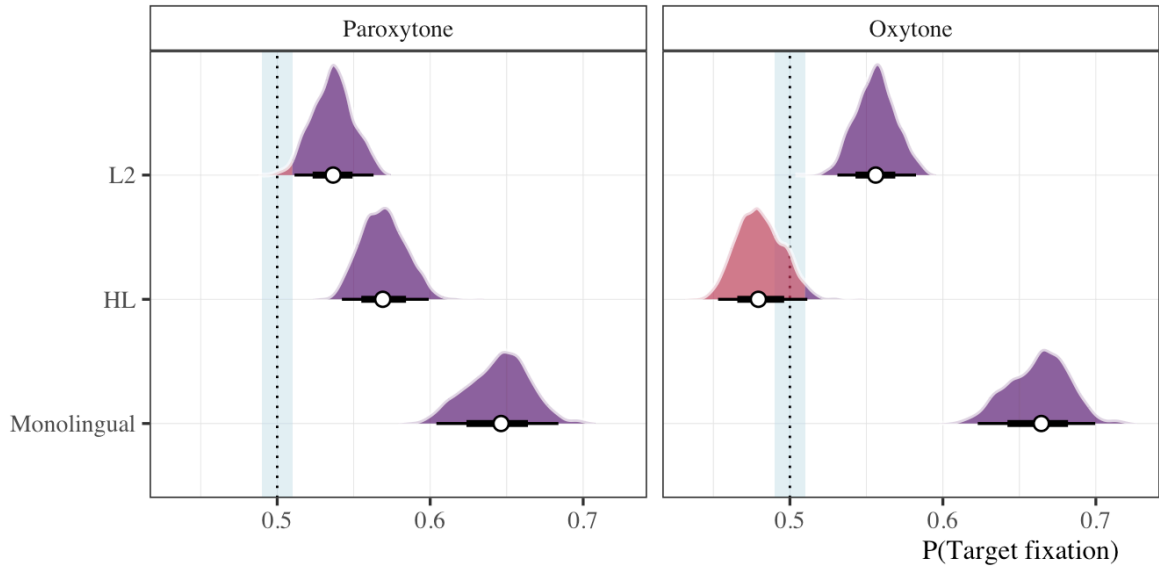 Paroxytone
Oxytone
L2
HL
Monolingual
0.5 0.6 0.7
0.5 0.6 0.7
P(Target fixation)